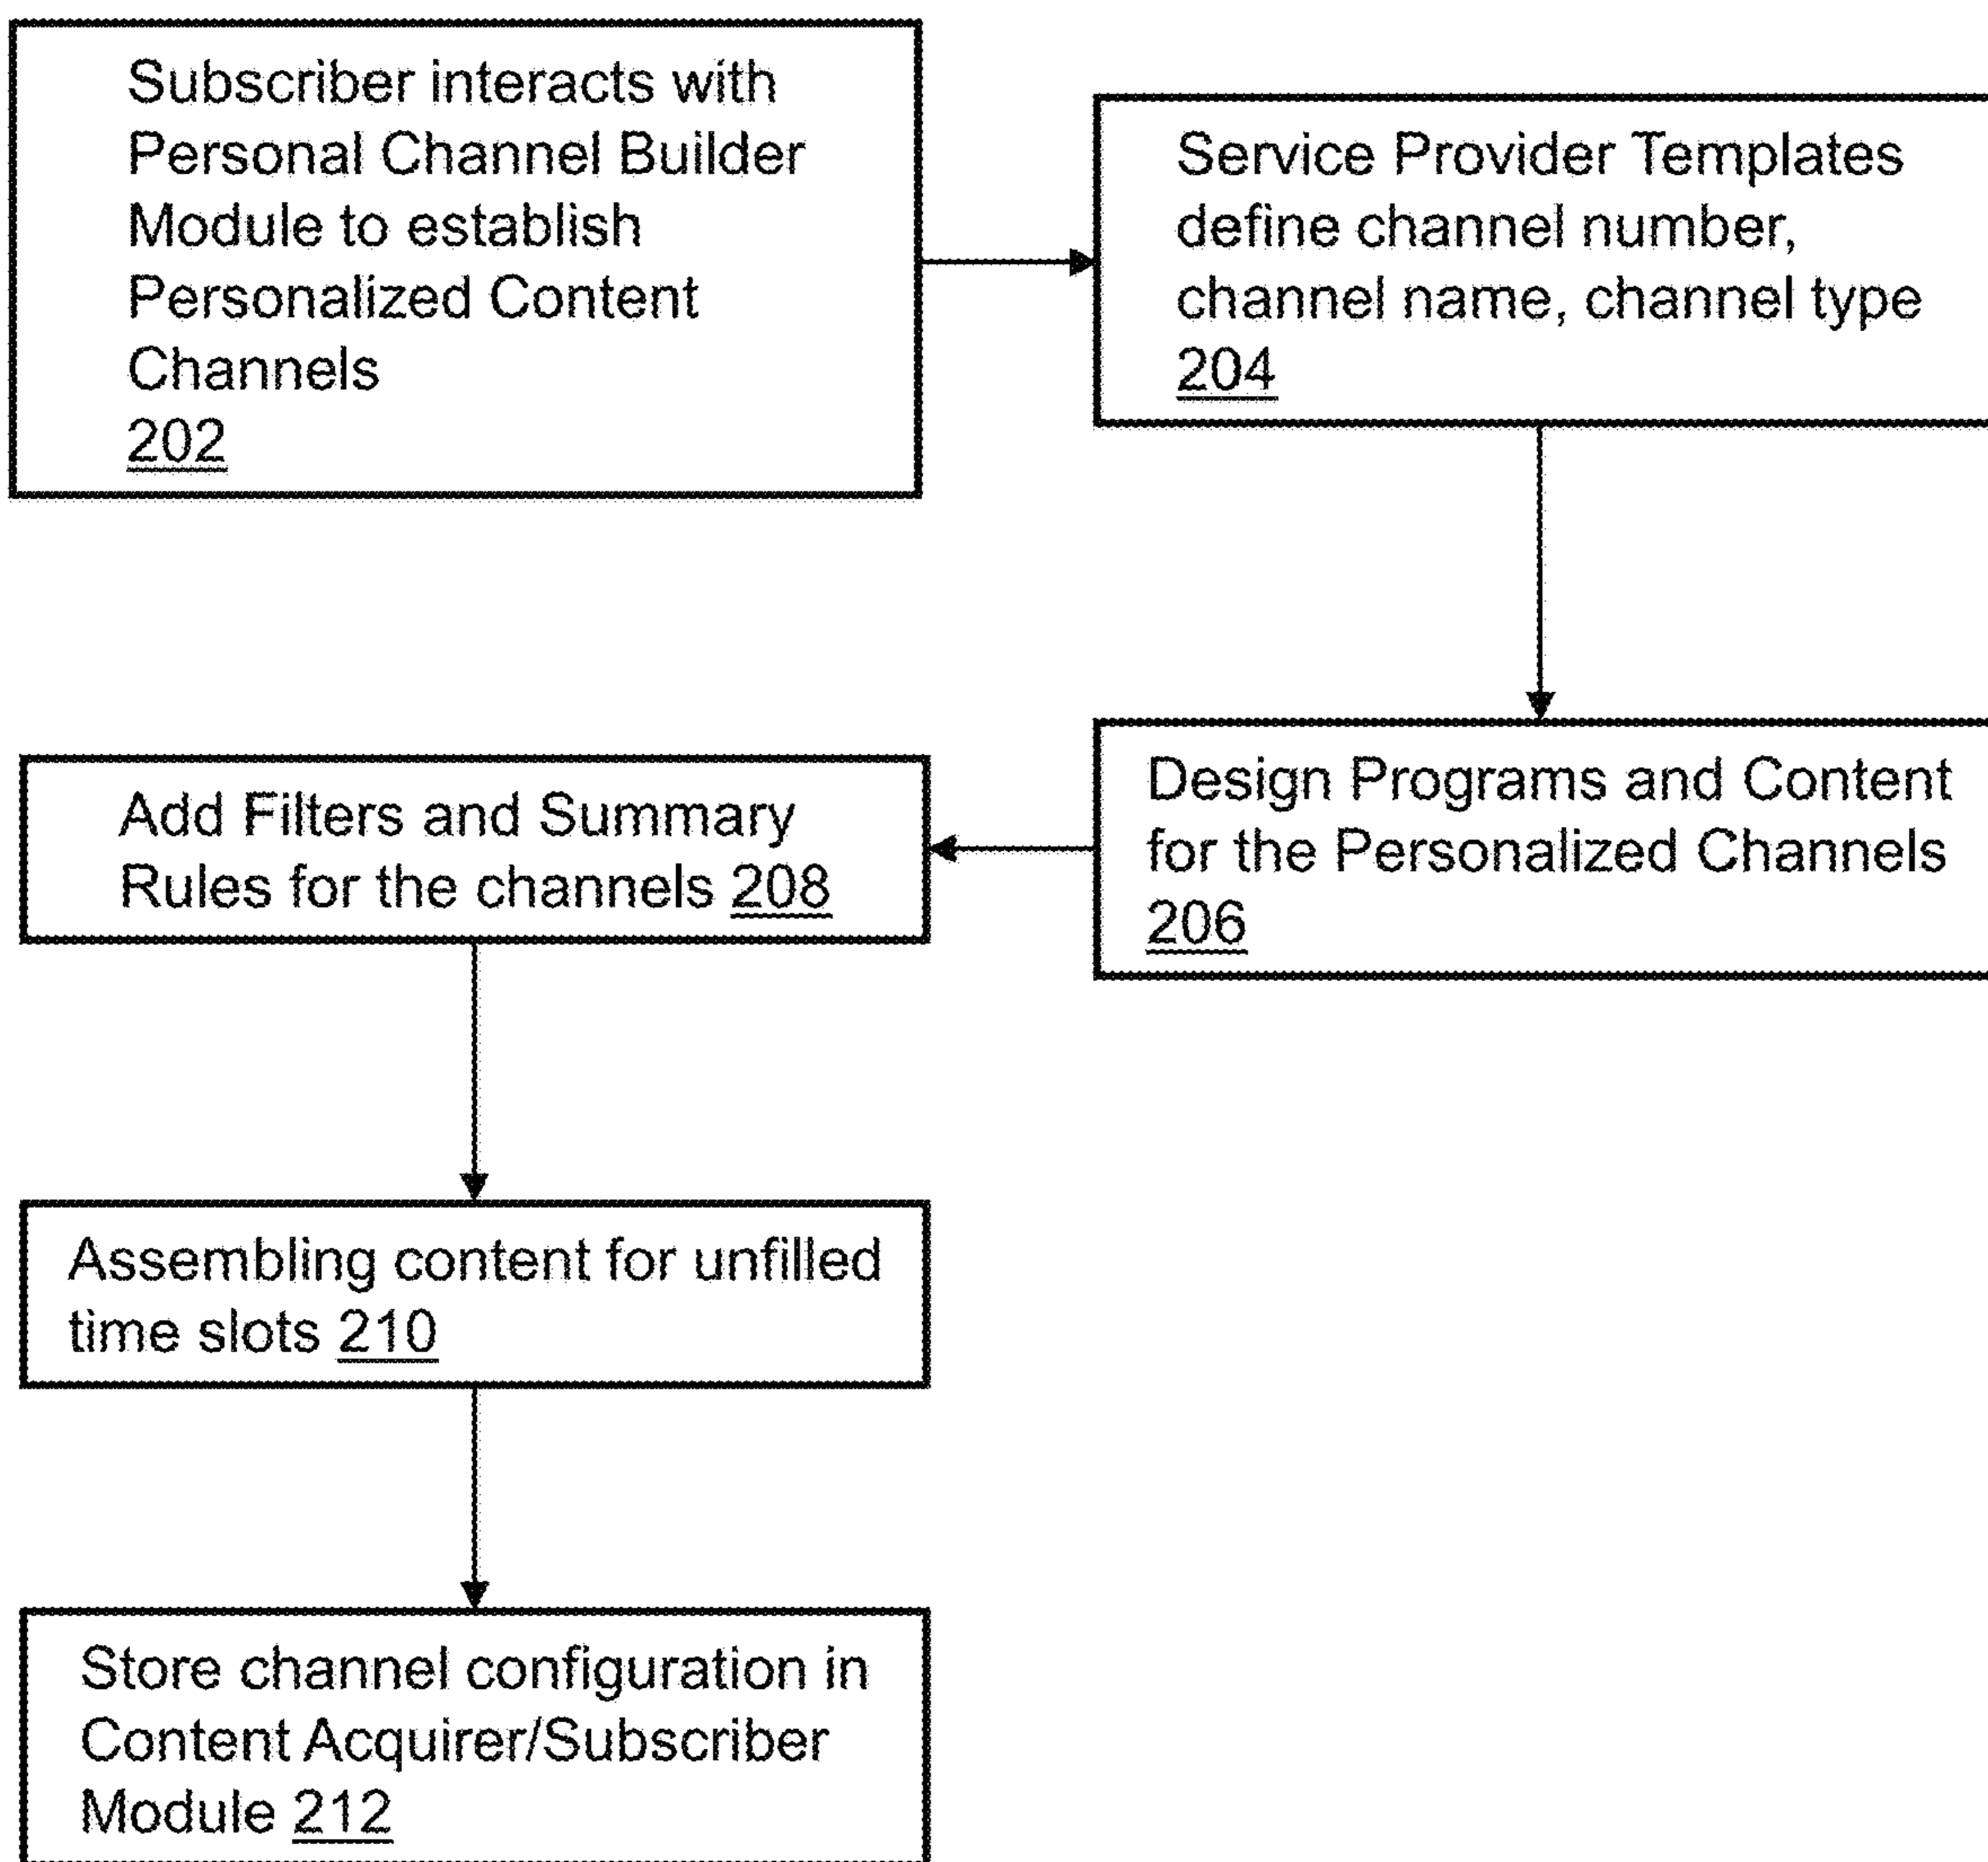 Subscriber interacts with
Personal Channel Builder
Module to establish
Personalized Content
Channels
202
Service Provider Templates
define channel number,
channel name, channel type
204
Design Programs and Content
for the Personalized Channels
206
Add Filters and Summary
Rules for the channels 208
Assembling content for unfilled
time slots 210
Store channel configuration in
Content Acquirer/Subscriber
Module 212